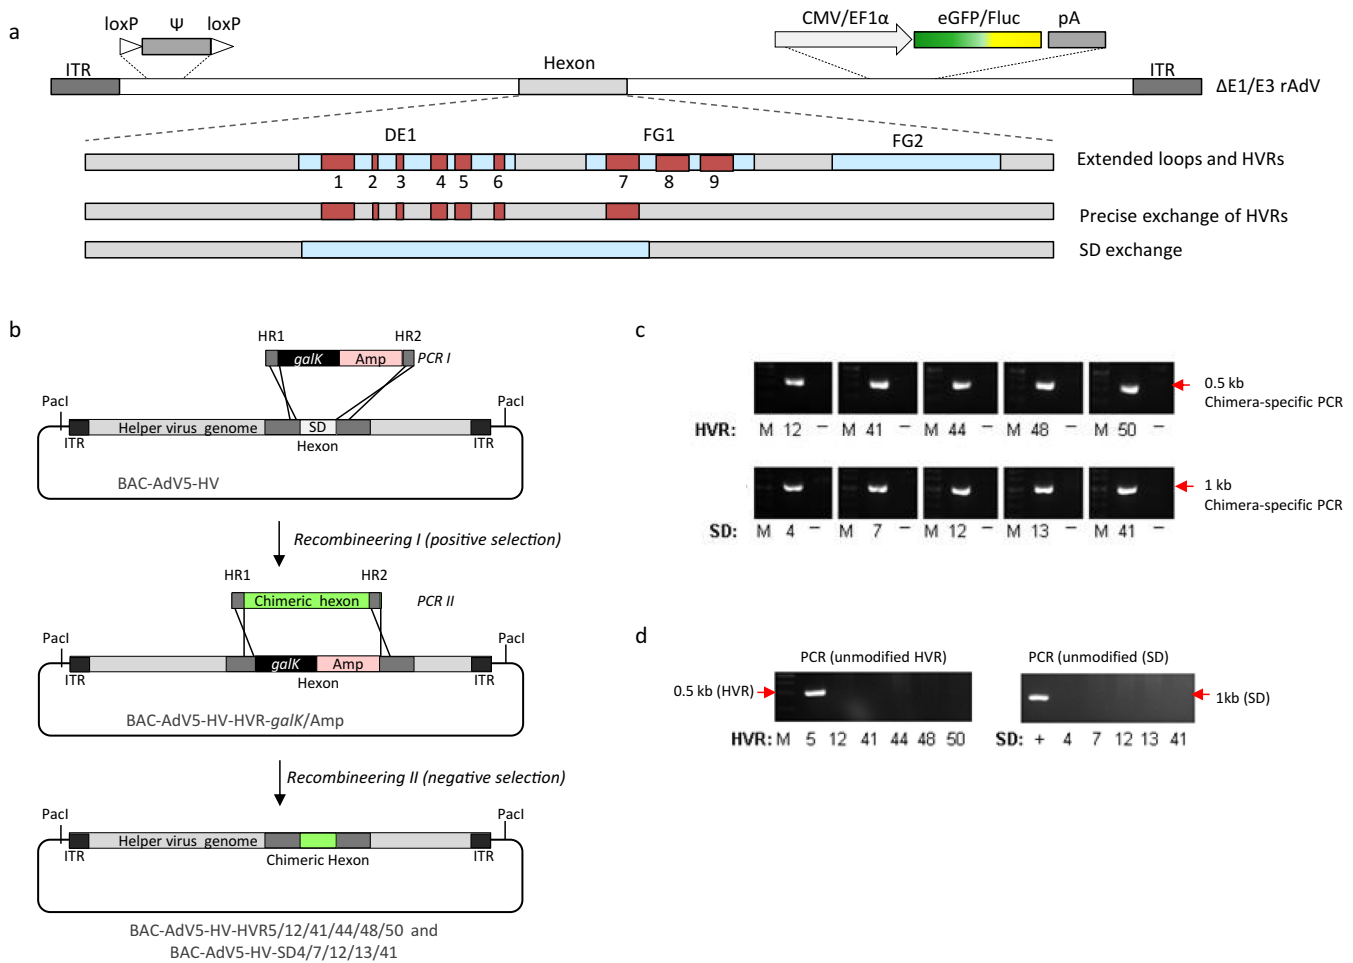 a
loxP Ψ loxP
CMV/EF1α eGFP/Fluc pA
ITR Hexon ITR
ΔE1/E3 rAdV
DE1 FG1 FG2
Extended loops and HVRs
1 2 3 4 5 6 7 8 9
Precise exchange of HVRs
SD exchange
b
HR1 HR2
galK Amp PCR I
PacI PacI
Helper virus genome SD
ITR Hexon ITR
BAC-AdV5-HV
Recombineering I (positive selection)
HR1 HR2
Chimeric hexon PCR II
PacI PacI
galK Amp
ITR Hexon ITR
BAC-AdV5-HV-HVR-galK/Amp
Recombineering II (negative selection)
PacI PacI
Helper virus genome
ITR Chimeric Hexon ITR
BAC-AdV5-HV-HVR5/12/41/44/48/50 and
BAC-AdV5-HV-SD4/7/12/13/41
c
0.5 kb
Chimera-specific PCR
HVR: M 12 – M 41 – M 44 – M 48 – M 50 –
1 kb
Chimera-specific PCR
SD: M 4 – M 7 – M 12 – M 13 – M 41 –
d
PCR (unmodified HVR)
0.5 kb (HVR)
HVR: M 5 12 41 44 48 50
PCR (unmodified (SD)
1kb (SD)
SD: + 4 7 12 13 41